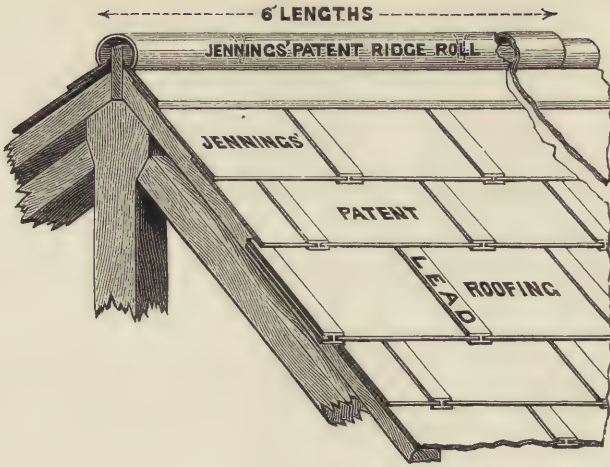 6' LENGTHS
JENNINGS' PATENT RIDGE ROLL
JENNINGS'
PATENT
LEAD
ROOFING